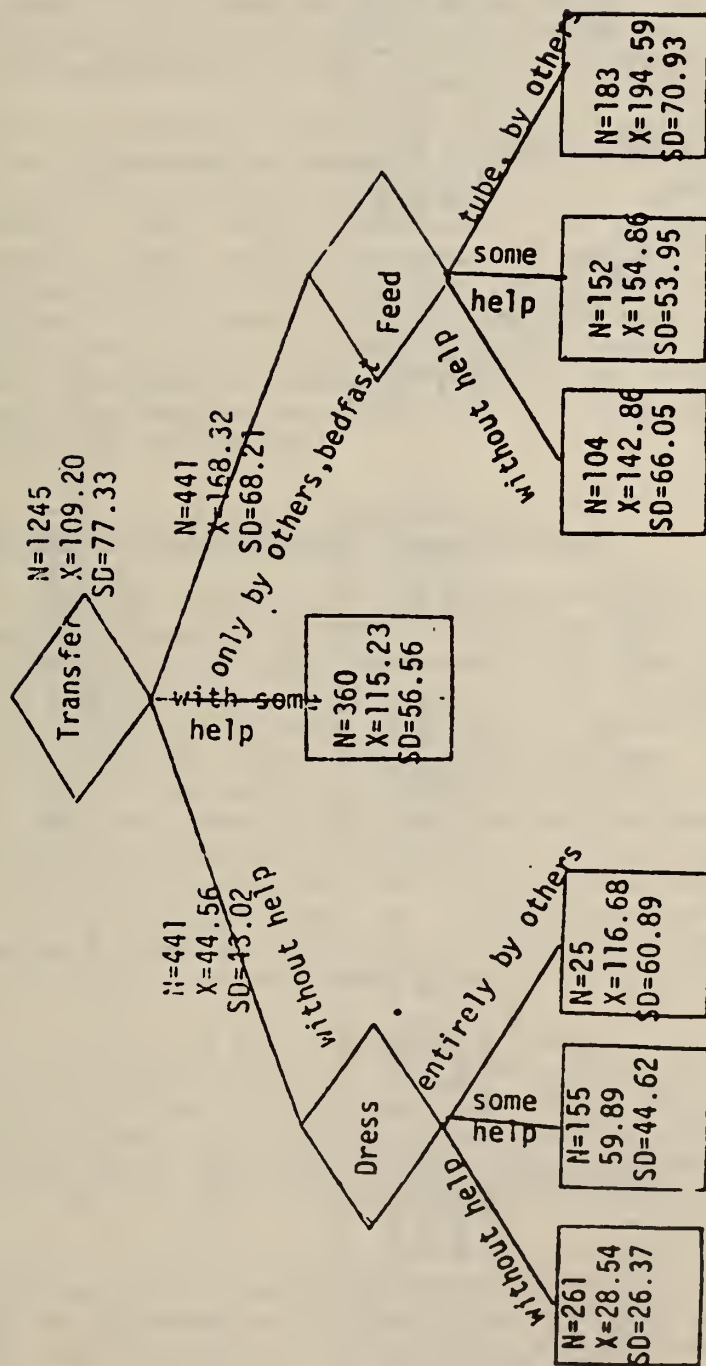 N=1245
X=109.20
SD=77.33
Transfer
N=441
X=44.56
SD=43.02
without help
with some
help
N=441
X=168.32
SD=68.21
only by others, bedfast
N=360
X=115.23
SD=56.56
Dress
Feed
without help
some
help
entirely by others
without help
some
help
tube, by others
N=261
X=28.54
SD=26.37
N=155
59.89
SD=44.62
N=25
X=116.68
SD=60.89
N=104
X=142.86
SD=66.05
N=152
X=154.86
SD=53.95
N=183
X=194.59
SD=70.93